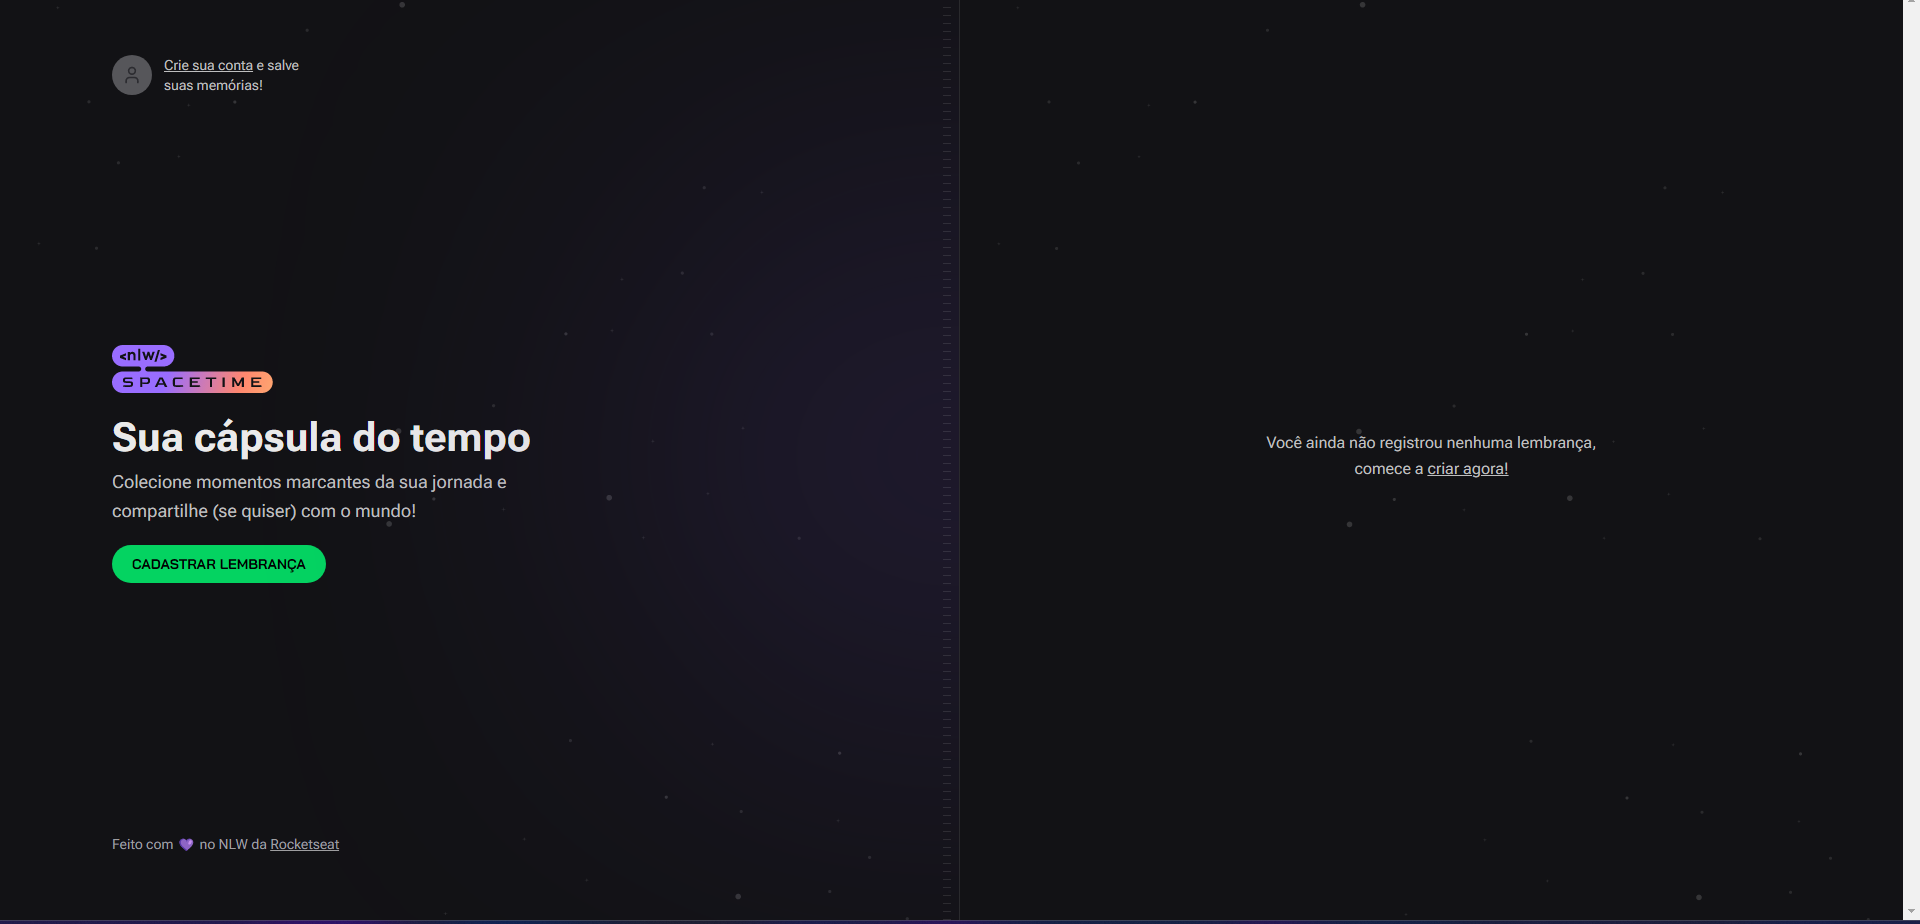 Crie sua conta e salve
suas memórias!
<nlw/>
SPACETIME
Sua cápsula do tempo
Colecione momentos marcantes da sua jornada e
compartilhe (se quiser) com o mundo!
CADASTRAR LEMBRANÇA
Feito com 💜 no NLW da Rocketseat
Você ainda não registrou nenhuma lembrança,
comece a criar agora!